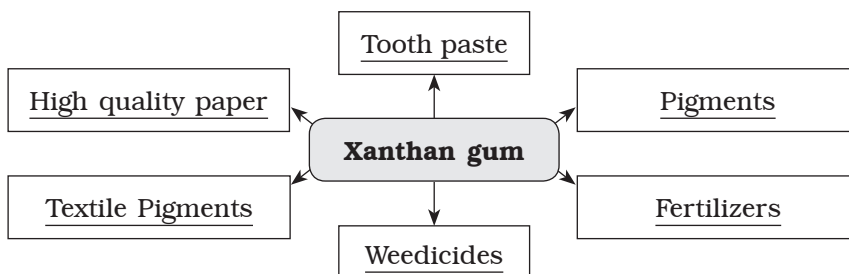 Tooth paste
High quality paper
Pigments
Xanthan gum
Textile Pigments
Fertilizers
Weedicides